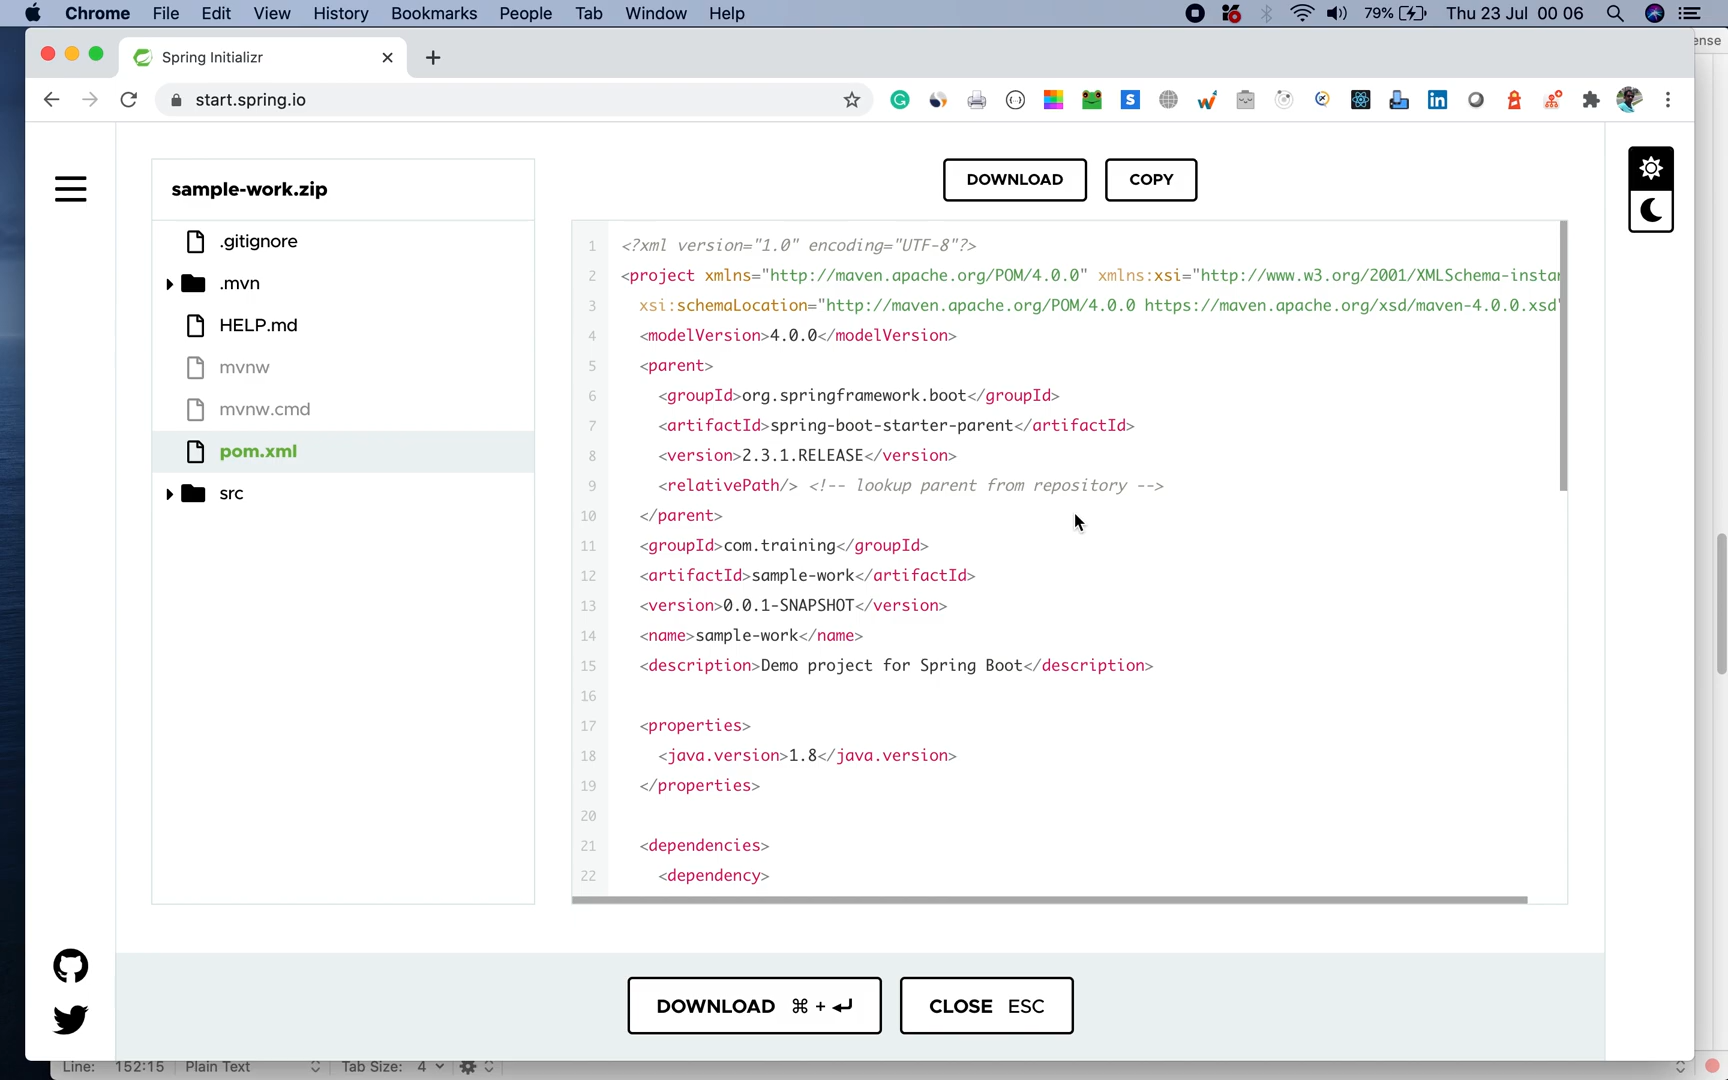 Chrome File Edit View History Bookmarks People Tab Window Help 79% Thu 23 Jul 00 06
ense
Spring Initializr
start.spring.io
sample-work.zip
DOWNLOAD COPY
.gitignore
.mvn
HELP.md
mvnw
mvnw.cmd
pom.xml
src
1 <?xml version="1.0" encoding="UTF-8"?>
2 <project xmlns="http://maven.apache.org/POM/4.0.0" xmlns:xsi="http://www.w3.org/2001/XMLSchema-instan
3 xsi:schemaLocation="http://maven.apache.org/POM/4.0.0 https://maven.apache.org/xsd/maven-4.0.0.xsd"
4 <modelVersion>4.0.0</modelVersion>
5 <parent>
6 <groupId>org.springframework.boot</groupId>
7 <artifactId>spring-boot-starter-parent</artifactId>
8 <version>2.3.1.RELEASE</version>
9 <relativePath/> <!-- lookup parent from repository -->
10 </parent>
11 <groupId>com.training</groupId>
12 <artifactId>sample-work</artifactId>
13 <version>0.0.1-SNAPSHOT</version>
14 <name>sample-work</name>
15 <description>Demo project for Spring Boot</description>
16
17 <properties>
18 <java.version>1.8</java.version>
19 </properties>
20
21 <dependencies>
22 <dependency>
DOWNLOAD ⌘ + ↵ CLOSE ESC
Line: 152:15 Plain Text Tab Size: 4